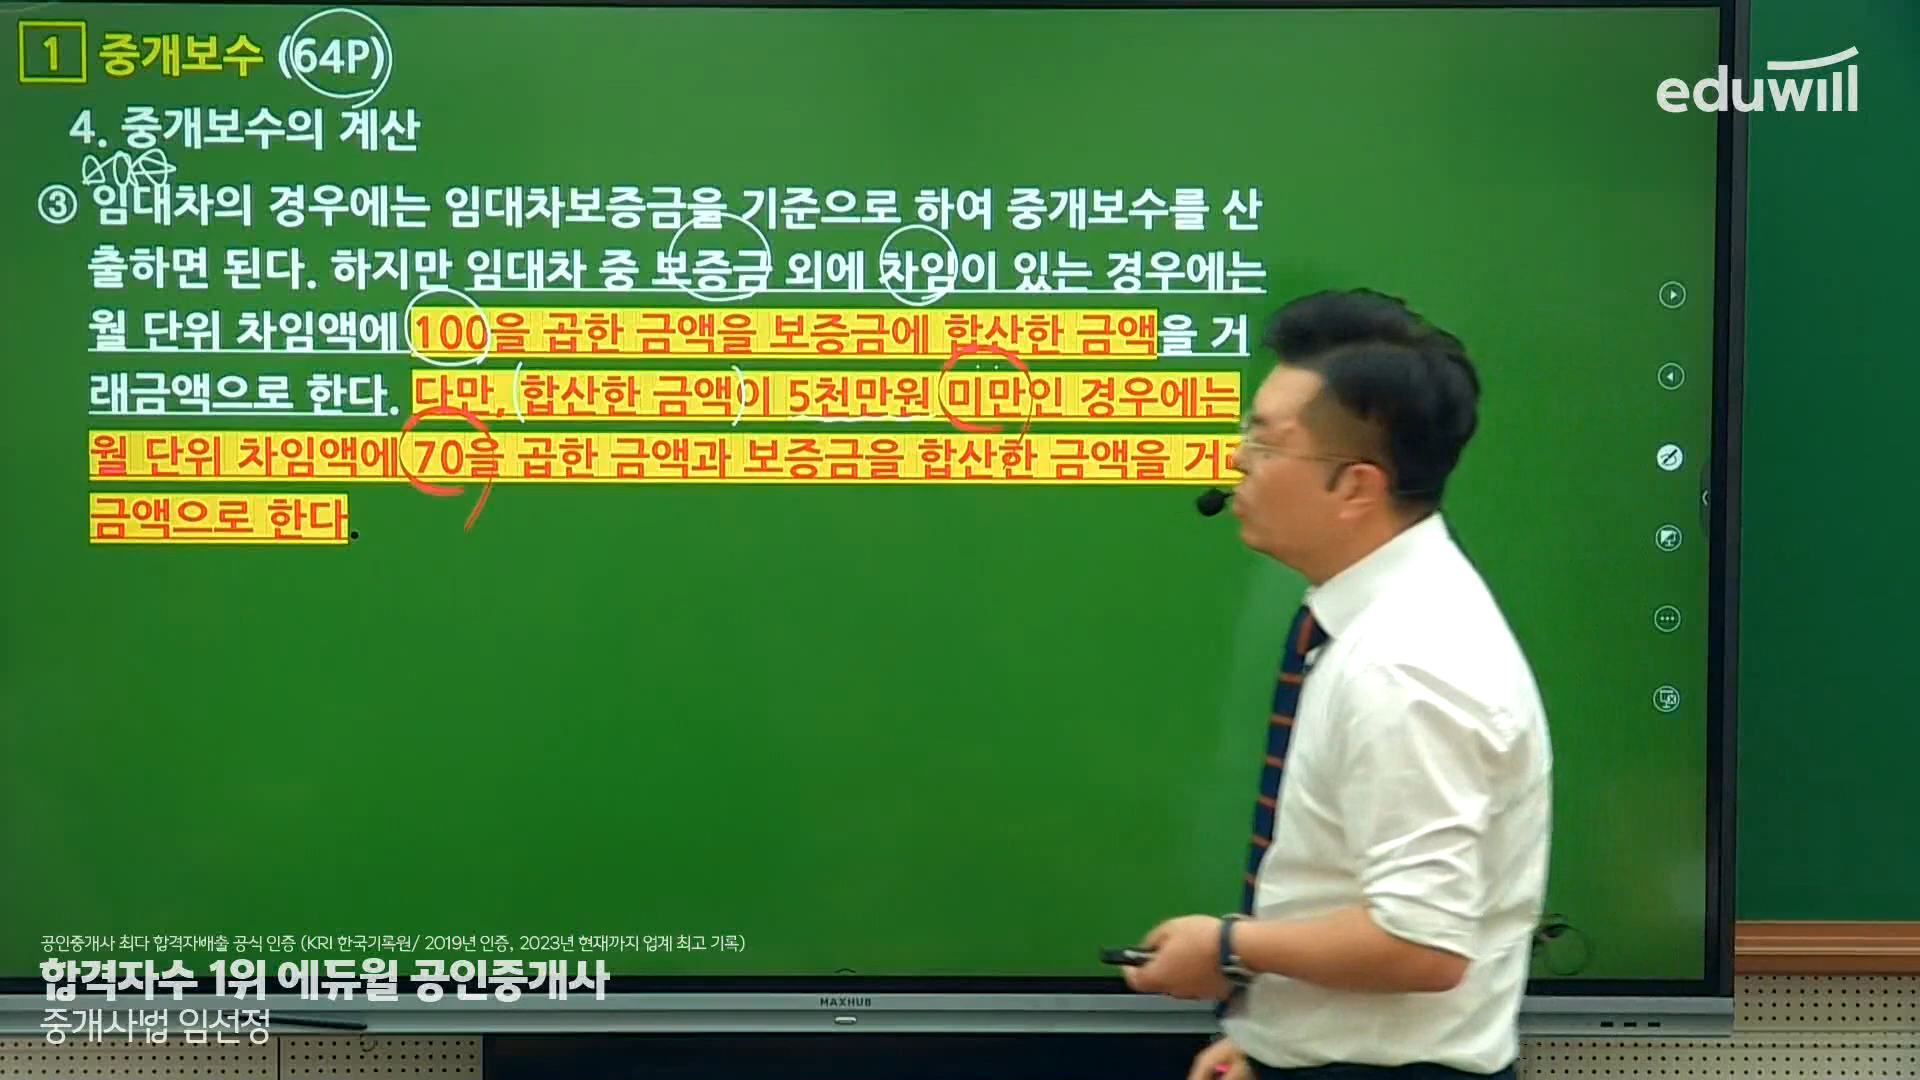 1 중개보수 (64P)
eduwill
4. 중개보수의 계산
③ 임대차의 경우에는 임대차보증금을 기준으로 하여 중개보수를 산
출하면 된다. 하지만 임대차 중 보증금 외에 차임이 있는 경우에는
월 단위 차임액에 100을 곱한 금액을 보증금에 합산한 금액을 거
래금액으로 한다. 다만, 합산한 금액이 5천만원 미만인 경우에는
월 단위 차임액에 70을 곱한 금액과 보증금을 합산한 금액을 거래
금액으로 한다.
공인중개사 최다 합격자배출 공식 인증 (KRI 한국기록원/ 2019년 인증, 2023년 현재까지 업계 최고 기록)
합격자수 1위 에듀윌 공인중개사
중개사법 임선정
MAXHUB